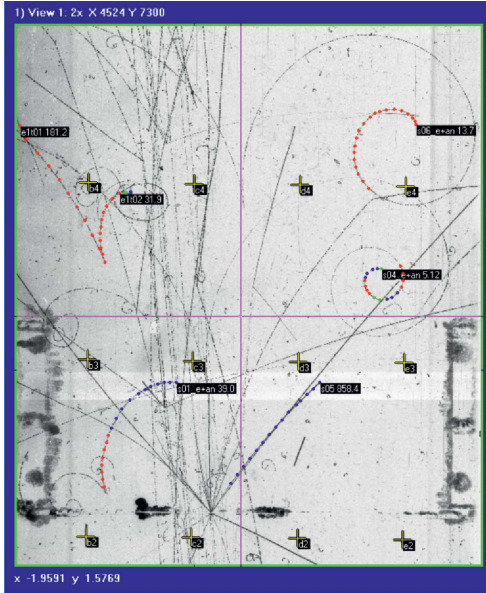 1) View 1: 2x X 4524 Y 7300
e1t01 181.2
s06_e+an 13.7
b4 c4 d4 e4
e1t02 31.9
s04_e+an 5.12
b3 c3 d3 e3
s01_e+an 39.0
s05 858.4
b2 c2 d2 e2
x -1.9591 y 1.5769